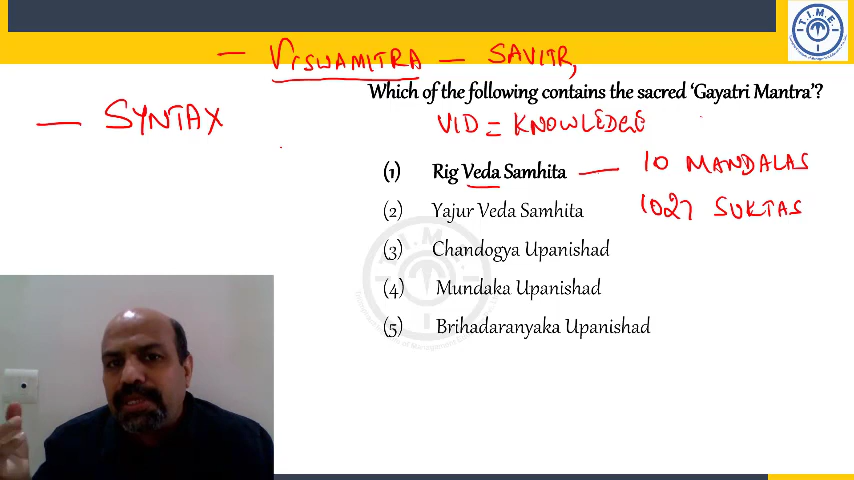 T.I.M.E.
— VISWAMITRA — SAVITR,
Which of the following contains the sacred 'Gayatri Mantra'?
— SYNTAX
VID = KNOWLEDGE
(1) Rig Veda Samhita — 10 MANDALAS
(2) Yajur Veda Samhita 1027 SUKTAS
(3) Chandogya Upanishad
(4) Mundaka Upanishad
(5) Brihadaranyaka Upanishad